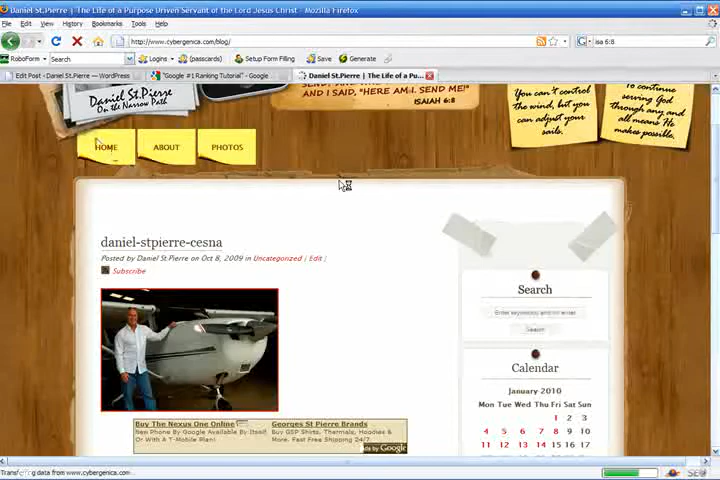 Daniel St.Pierre | The Life of a Purpose Driven Servant of the Lord Jesus Christ - Mozilla Firefox
File Edit View History Bookmarks Tools Help
http://www.cybergenica.com/blog/
isa 6:8
RoboForm Search Logins (passcards) Setup Form Filling Save Generate
Edit Post ‹ Daniel St.Pierre — WordPress
"Google #1 Ranking Tutorial" - Google
Daniel St.Pierre | The Life of a Pu...
Daniel St.Pierre
On the Narrow Path
AND I SAID, "HERE AM I. SEND ME!"
ISAIAH 6:8
You can't control
the wind, but you
can adjust your
sails.
To continue
serving God
through any and
all means He
makes possible.
HOME
ABOUT
PHOTOS
daniel-stpierre-cesna
Posted by Daniel St.Pierre on Oct 8, 2009 in Uncategorized | Edit |
Subscribe
Buy The Nexus One Online
New Phone By Google Available By Itself
Or With A T-Mobile Plan!
Georges St Pierre Brands
Buy GSP Shirts, Thermals, Hoodies &
More. Fast Free Shipping 24/7.
Ads by Google
Search
Enter keywords and hit enter
Search
Calendar
January 2010
Mon Tue Wed Thu Fri Sat Sun
1 2 3
4 5 6 7 8 9 10
11 12 13 14 15 16 17
Transferring data from www.cybergenica.com...